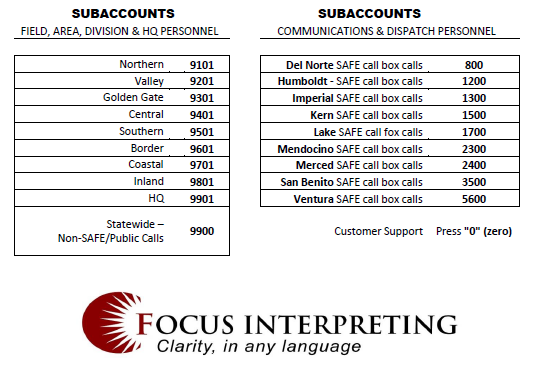 SUBACCOUNTS
FIELD, AREA, DIVISION & HQ PERSONNEL
Northern 9101
Valley 9201
Golden Gate 9301
Central 9401
Southern 9501
Border 9601
Coastal 9701
Inland 9801
HQ 9901
Statewide –
Non-SAFE/Public Calls 9900
SUBACCOUNTS
COMMUNICATIONS & DISPATCH PERSONNEL
Del Norte SAFE call box calls 800
Humboldt - SAFE call box calls 1200
Imperial SAFE call box calls 1300
Kern SAFE call box calls 1500
Lake SAFE call fox calls 1700
Mendocino SAFE call box calls 2300
Merced SAFE call box calls 2400
San Benito SAFE call box calls 3500
Ventura SAFE call box calls 5600
Customer Support Press "0" (zero)
FOCUS INTERPRETING
Clarity, in any language